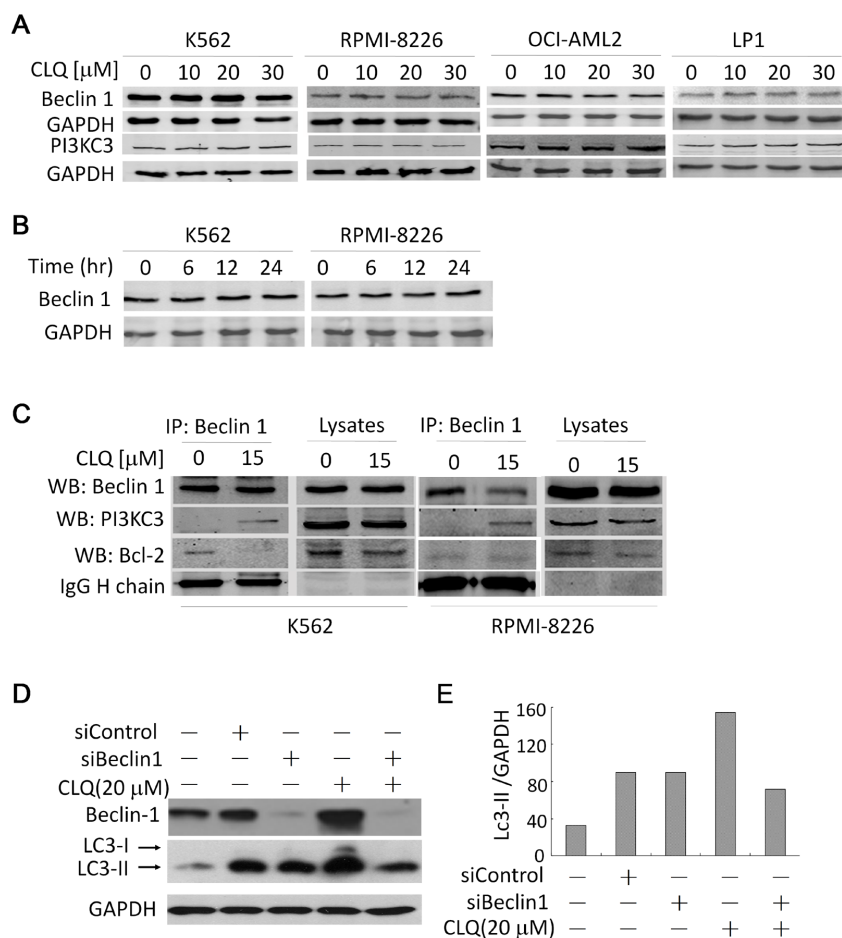 A
K562 RPMI-8226 OCI-AML2 LP1
CLQ [µM] 0 10 20 30 0 10 20 30 0 10 20 30 0 10 20 30
Beclin 1
GAPDH
PI3KC3
GAPDH
B
K562 RPMI-8226
Time (hr) 0 6 12 24 0 6 12 24
Beclin 1
GAPDH
C
IP: Beclin 1 Lysates IP: Beclin 1 Lysates
CLQ [µM] 0 15 0 15 0 15 0 15
WB: Beclin 1
WB: PI3KC3
WB: Bcl-2
IgG H chain
K562 RPMI-8226
D
siControl — + — — —
siBeclin1 — — + — +
CLQ(20 µM) — — — + +
Beclin-1
LC3-I
LC3-II
GAPDH
E
Lc3-II /GAPDH
160
120
80
40
0
siControl — + — — —
siBeclin1 — — + — +
CLQ(20 µM) — — — + +